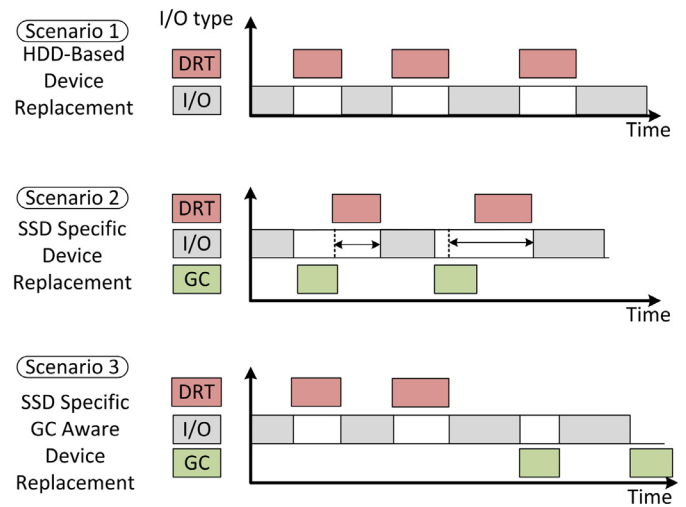 I/O type
Scenario 1
HDD-Based
Device
Replacement
DRT
I/O
Time
Scenario 2
SSD Specific
Device
Replacement
DRT
I/O
GC
Time
Scenario 3
SSD Specific
GC Aware
Device
Replacement
DRT
I/O
GC
Time